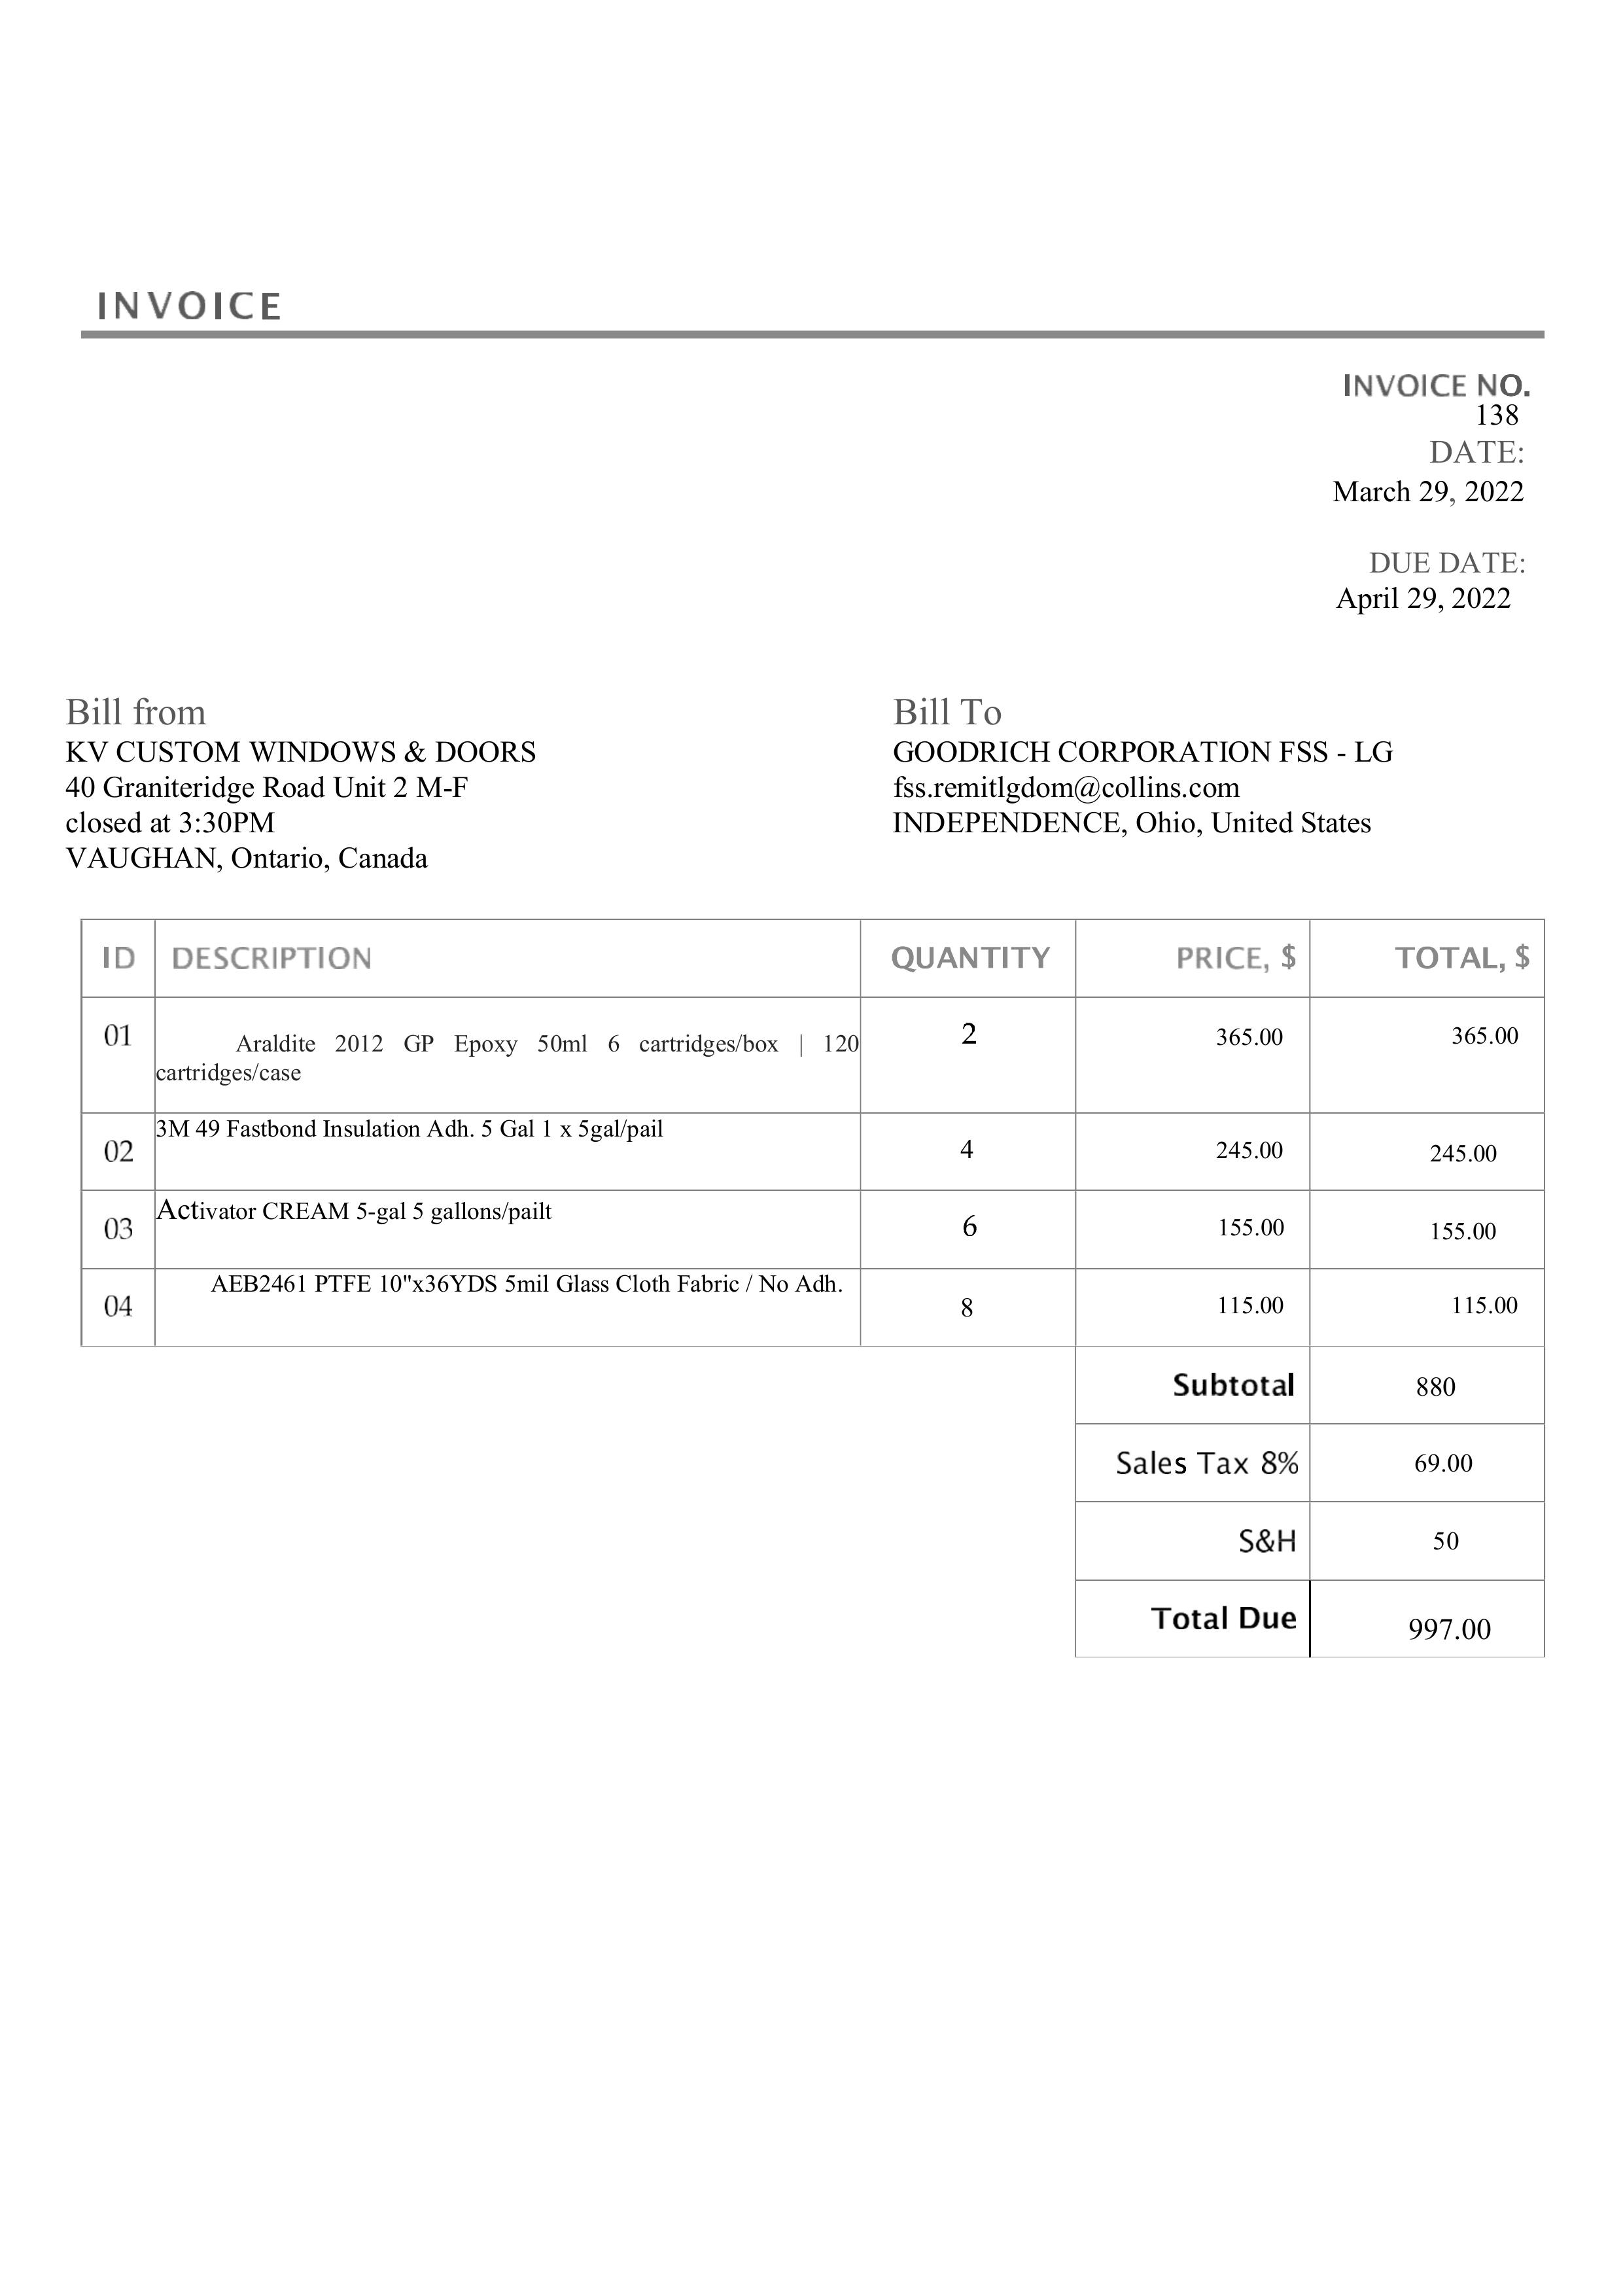 INVOICE
INVOICE NO.
138
DATE:
March 29, 2022
DUE DATE:
April 29, 2022
Bill from
KV CUSTOM WINDOWS & DOORS
40 Graniteridge Road Unit 2 M-F
closed at 3:30PM
VAUGHAN, Ontario, Canada
Bill To
GOODRICH CORPORATION FSS - LG
fss.remitlgdom@collins.com
INDEPENDENCE, Ohio, United States
ID DESCRIPTION QUANTITY PRICE, $ TOTAL, $
01 Araldite 2012 GP Epoxy 50ml 6 cartridges/box | 120 2 365.00 365.00
cartridges/case
02 3M 49 Fastbond Insulation Adh. 5 Gal 1 x 5gal/pail 4 245.00 245.00
03 Activator CREAM 5-gal 5 gallons/pailt 6 155.00 155.00
04 AEB2461 PTFE 10"x36YDS 5mil Glass Cloth Fabric / No Adh. 8 115.00 115.00
Subtotal 880
Sales Tax 8% 69.00
S&H 50
Total Due 997.00